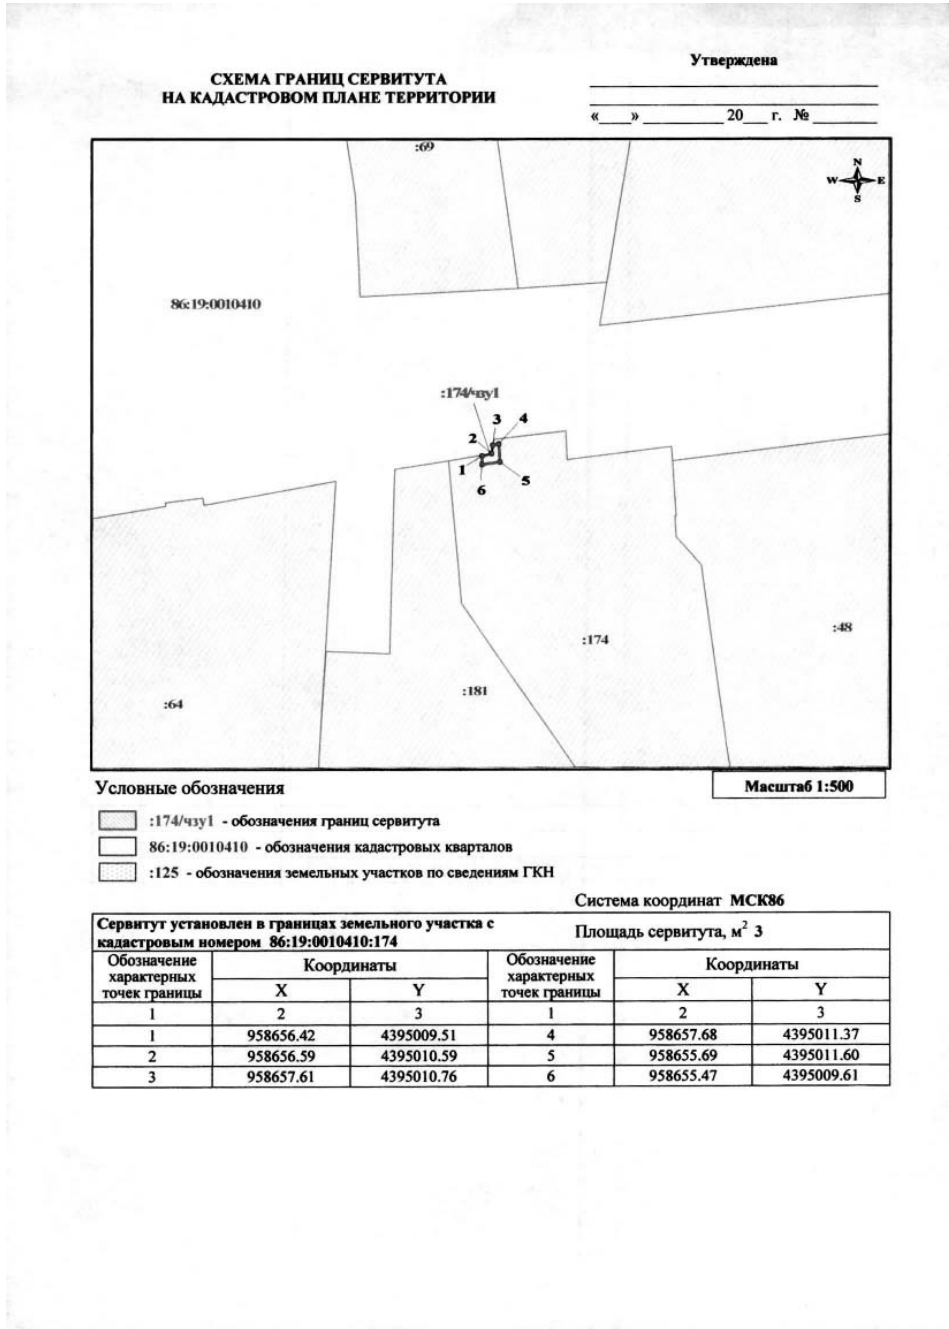 Утверждена
СХЕМА ГРАНИЦ СЕРВИТУТА
НА КАДАСТРОВОМ ПЛАНЕ ТЕРРИТОРИИ
«___» _________ 20___ г. № _______
:69
N
W E
S
86:19:0010410
:174/чзу1
3 4
2
1
6 5
:48
:174
:181
:64
Условные обозначения
Масштаб 1:500
:174/чзу1 - обозначения границ сервитута
86:19:0010410 - обозначения кадастровых кварталов
:125 - обозначения земельных участков по сведениям ГКН
Система координат МСК86
Сервитут установлен в границах земельного участка с
кадастровым номером 86:19:0010410:174
Площадь сервитута, м² 3
Обозначение характерных точек границы Координаты Обозначение характерных точек границы Координаты
X Y X Y
1 2 3 1 2 3
1 958656.42 4395009.51 4 958657.68 4395011.37
2 958656.59 4395010.59 5 958655.69 4395011.60
3 958657.61 4395010.76 6 958655.47 4395009.61